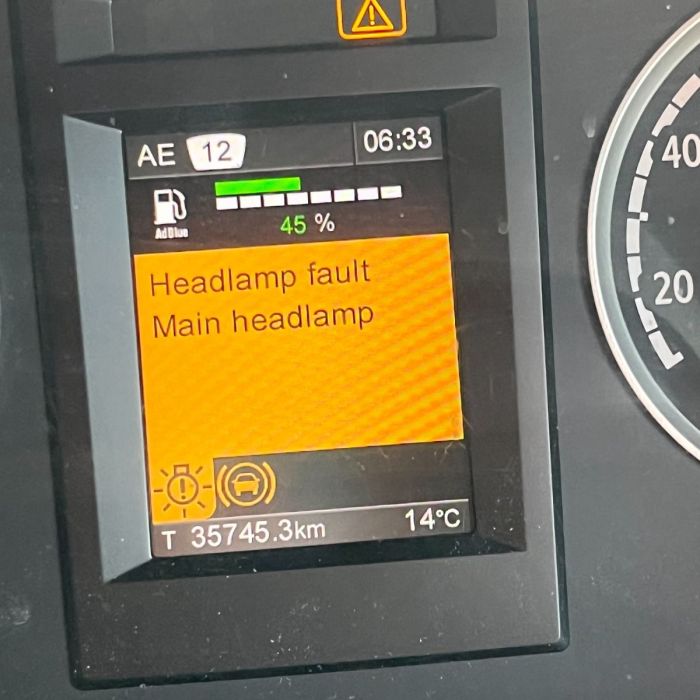 AE 12 06:33
AdBlue
45 %
Headlamp fault
Main headlamp
T 35745.3km 14°C
40
20